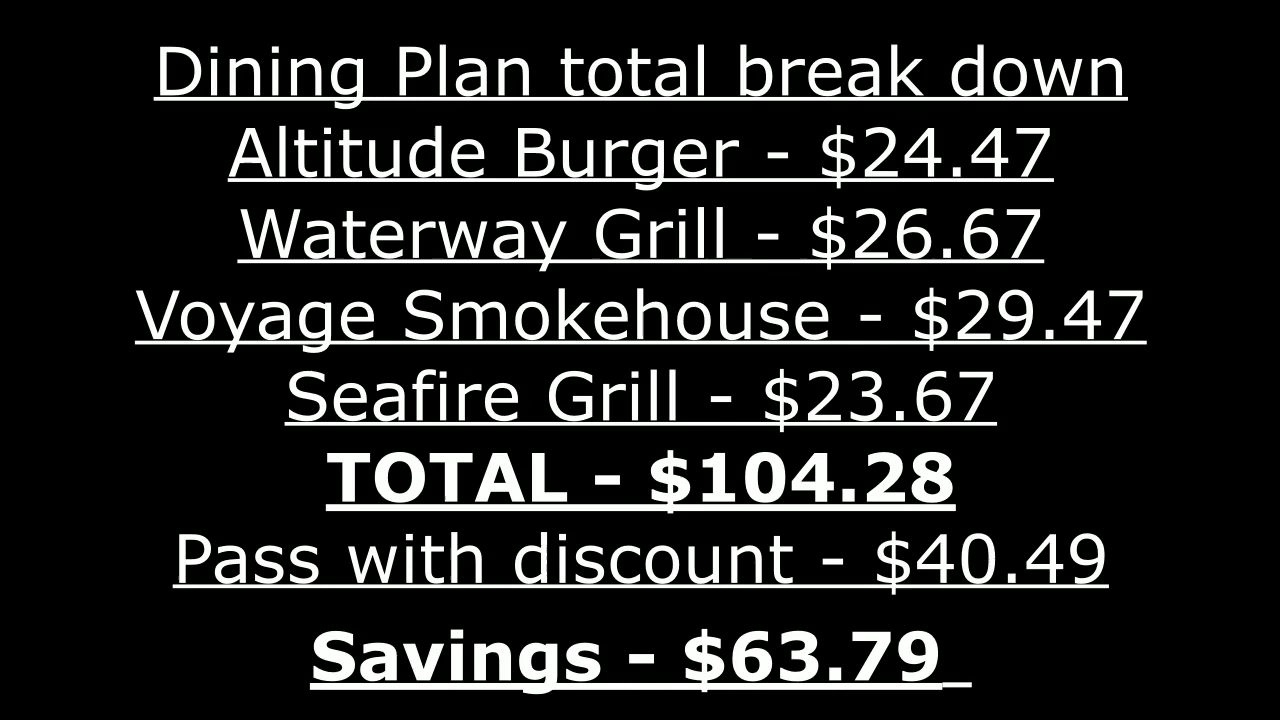 Dining Plan total break down
Altitude Burger - $24.47
Waterway Grill - $26.67
Voyage Smokehouse - $29.47
Seafire Grill - $23.67
TOTAL - $104.28
Pass with discount - $40.49
Savings - $63.79